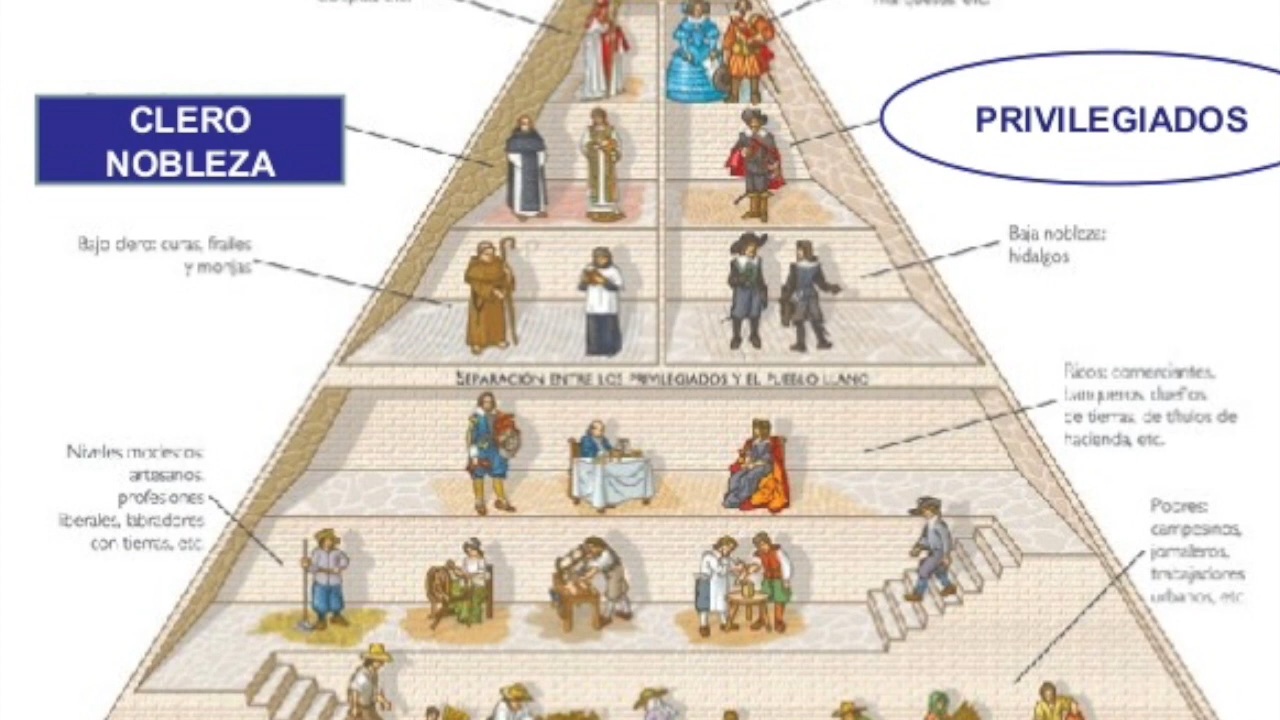 CLERO
NOBLEZA
PRIVILEGIADOS
Bajo clero: curas, frailes
y monjas
Baja nobleza:
hidalgos
SEPARACIÓN ENTRE LOS PRIVILEGIADOS Y EL PUEBLO LLANO
Ricos: comerciantes,
banqueros, dueños
de tierras, de títulos de
hacienda, etc.
Niveles modestos:
artesanos,
profesiones
liberales, labradores
con tierras, etc.
Pobres:
campesinos,
jornaleros,
trabajadores
urbanos, etc.